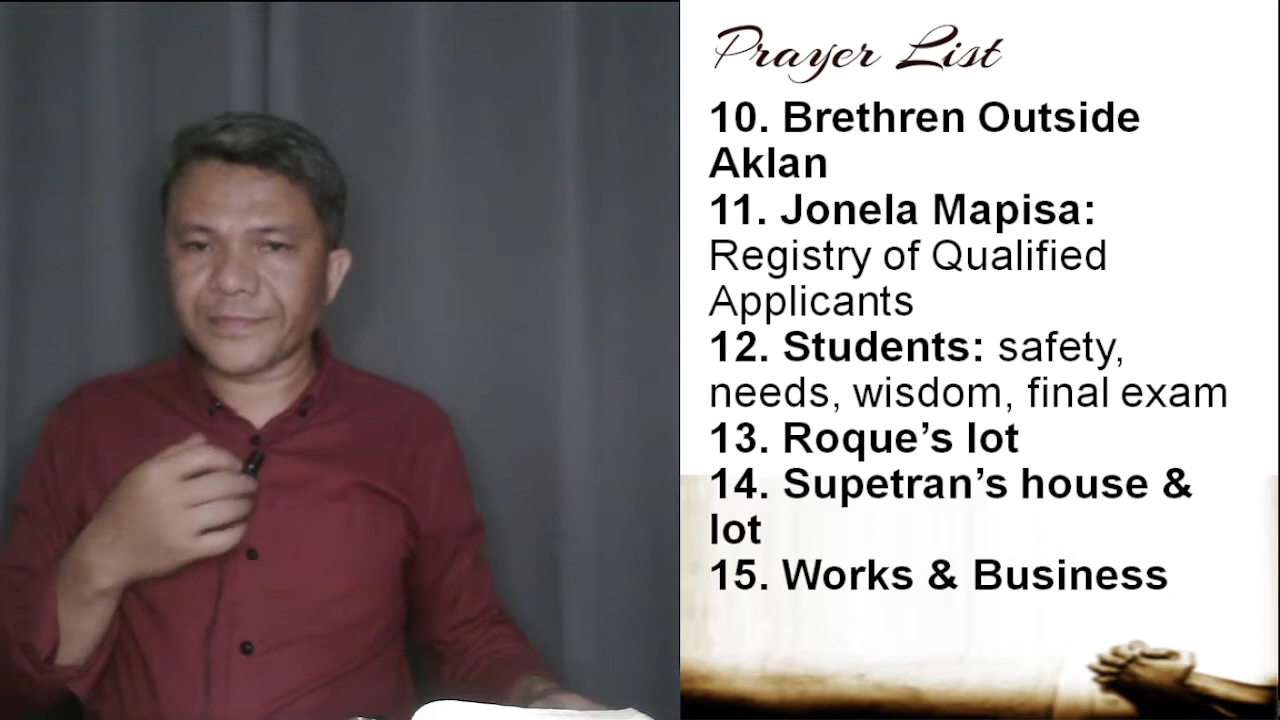 Prayer List
10. Brethren Outside
Aklan
11. Jonela Mapisa:
Registry of Qualified
Applicants
12. Students: safety,
needs, wisdom, final exam
13. Roque’s lot
14. Supetran’s house &
lot
15. Works & Business